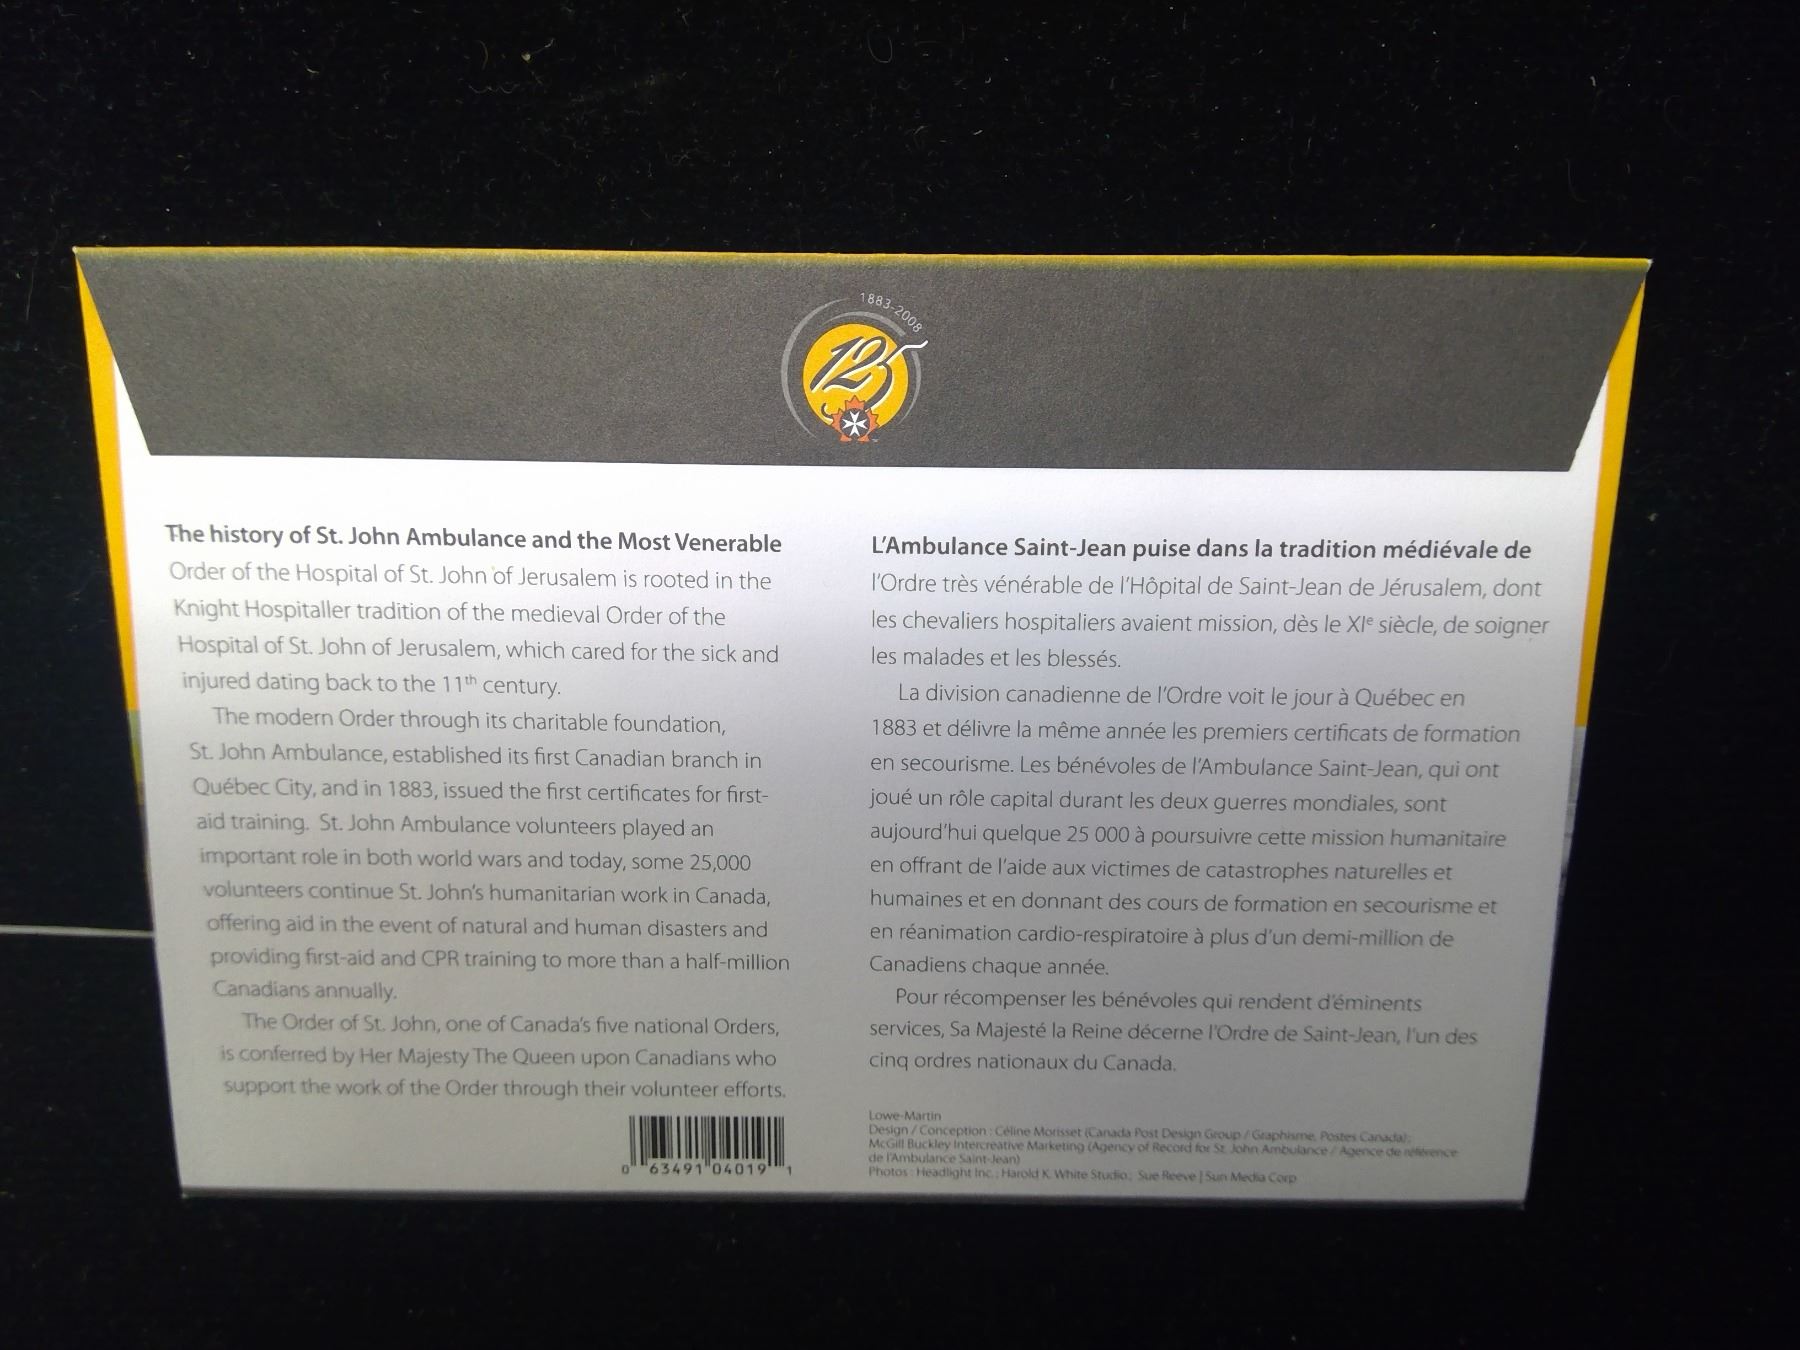 1883-2008
125
The history of St. John Ambulance and the Most Venerable
Order of the Hospital of St. John of Jerusalem is rooted in the
Knight Hospitaller tradition of the medieval Order of the
Hospital of St. John of Jerusalem, which cared for the sick and
injured dating back to the 11th century.
The modern Order through its charitable foundation,
St. John Ambulance, established its first Canadian branch in
Québec City, and in 1883, issued the first certificates for first-
aid training. St. John Ambulance volunteers played an
important role in both world wars and today, some 25,000
volunteers continue St. John's humanitarian work in Canada,
offering aid in the event of natural and human disasters and
providing first-aid and CPR training to more than a half-million
Canadians annually.
The Order of St. John, one of Canada's five national Orders,
is conferred by Her Majesty The Queen upon Canadians who
support the work of the Order through their volunteer efforts.
0 63491 04019 1
L'Ambulance Saint-Jean puise dans la tradition médiévale de
l'Ordre très vénérable de l'Hôpital de Saint-Jean de Jérusalem, dont
les chevaliers hospitaliers avaient mission, dès le XIe siècle, de soigner
les malades et les blessés.
La division canadienne de l'Ordre voit le jour à Québec en
1883 et délivre la même année les premiers certificats de formation
en secourisme. Les bénévoles de l'Ambulance Saint-Jean, qui ont
joué un rôle capital durant les deux guerres mondiales, sont
aujourd'hui quelque 25 000 à poursuivre cette mission humanitaire
en offrant de l'aide aux victimes de catastrophes naturelles et
humaines et en donnant des cours de formation en secourisme et
en réanimation cardio-respiratoire à plus d'un demi-million de
Canadiens chaque année.
Pour récompenser les bénévoles qui rendent d'éminents
services, Sa Majesté la Reine décerne l'Ordre de Saint-Jean, l'un des
cinq ordres nationaux du Canada.
Lowe-Martin
Design / Conception : Céline Morisset (Canada Post Design Group / Graphisme, Postes Canada);
McGill Buckley Intercreative Marketing (Agency of Record for St. John Ambulance / Agence de référence
de l'Ambulance Saint-Jean)
Photos : Headlight Inc.; Harold K. White Studio; Sue Reeve | Sun Media Corp